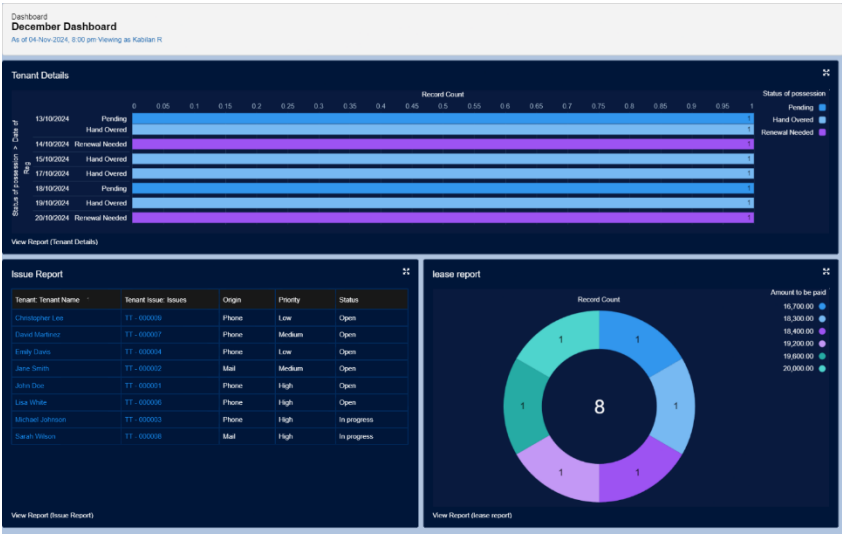 Dashboard
December Dashboard
As of 04-Nov-2024, 8:00 pm·Viewing as Kabilan R
Tenant Details
Record Count
0 0.05 0.1 0.15 0.2 0.25 0.3 0.35 0.4 0.45 0.5 0.55 0.6 0.65 0.7 0.75 0.8 0.85 0.9 0.95 1
Status of possession > Date of Reg
13/10/2024 Pending 1
Hand Overed 1
14/10/2024 Renewal Needed 1
15/10/2024 Hand Overed 1
17/10/2024 Hand Overed 1
18/10/2024 Pending 1
19/10/2024 Hand Overed 1
20/10/2024 Renewal Needed 1
Status of possession
Pending
Hand Overed
Renewal Needed
View Report (Tenant Details)
Issue Report
Tenant: Tenant Name Tenant Issue: Issues Origin Priority Status
Christopher Lee Phone Low Open
David Martinez TT - 000007 Phone Medium Open
Emily Davis TT - 000004 Phone Low Open
Jane Smith TT - 000002 Mail Medium Open
John Doe TT - 000001 Phone High Open
Lisa White Phone High Open
Michael Johnson TT - 000003 Phone High In progress
Sarah Wilson Mail High In progress
View Report (Issue Report)
lease report
Record Count
1
1
1
1
1
1
8
Amount to be paid
16,700.00
18,300.00
18,400.00
19,200.00
19,600.00
20,000.00
View Report (lease report)